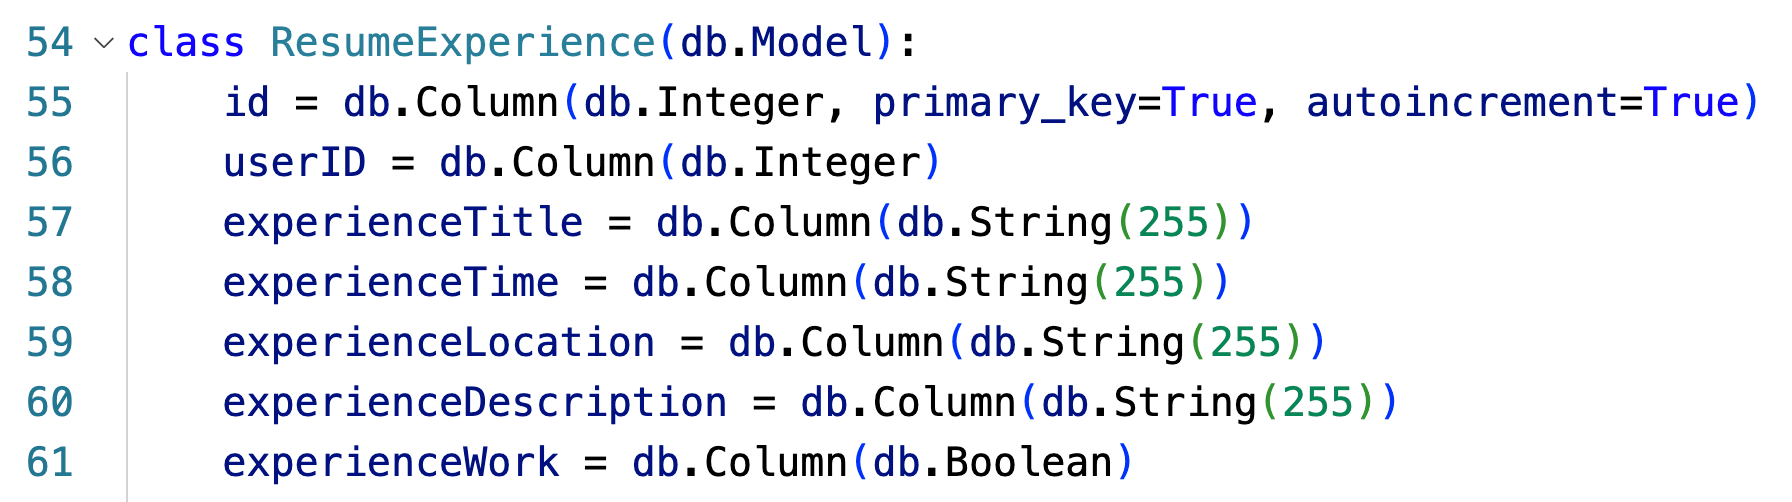 54 class ResumeExperience(db.Model):
55 id = db.Column(db.Integer, primary_key=True, autoincrement=True)
56 userID = db.Column(db.Integer)
57 experienceTitle = db.Column(db.String(255))
58 experienceTime = db.Column(db.String(255))
59 experienceLocation = db.Column(db.String(255))
60 experienceDescription = db.Column(db.String(255))
61 experienceWork = db.Column(db.Boolean)